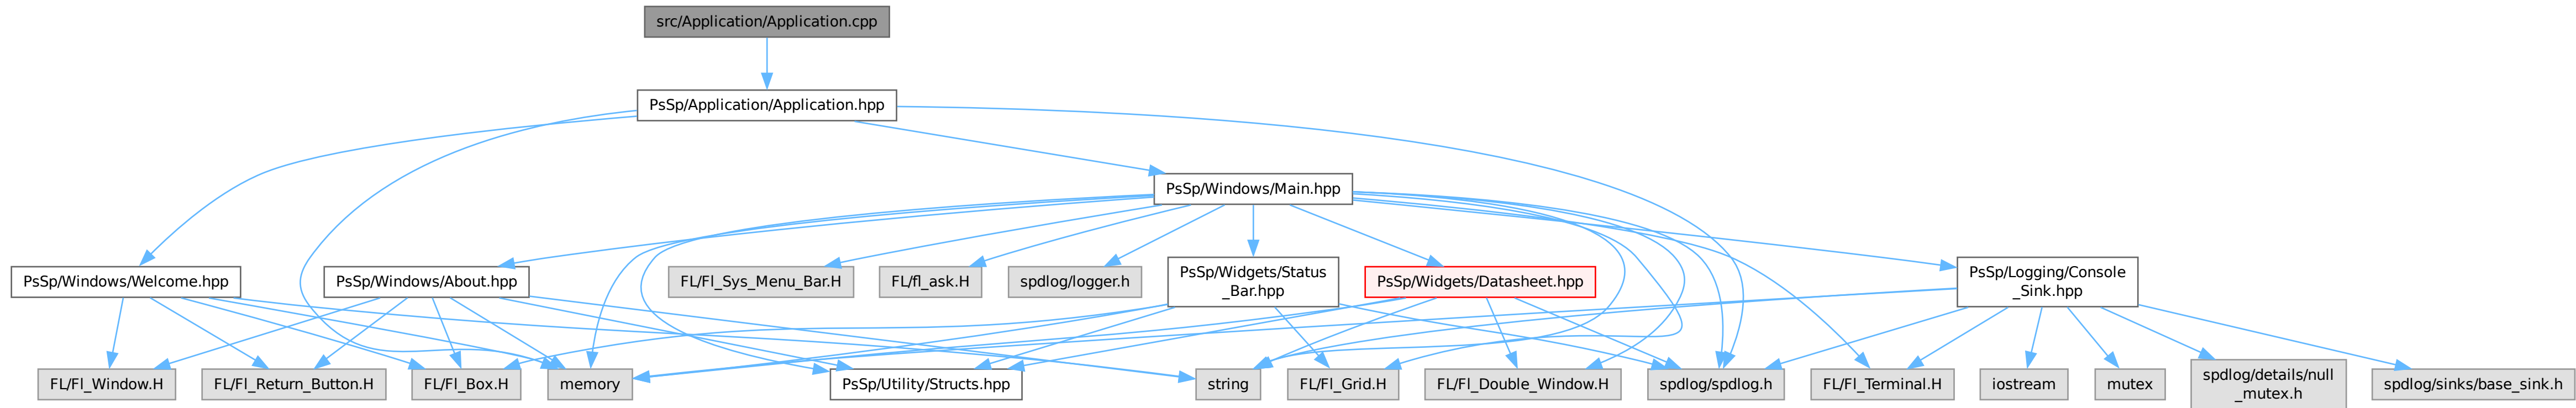 src/Application/Application.cpp
PsSp/Application/Application.hpp
PsSp/Windows/Main.hpp
PsSp/Windows/Welcome.hpp
PsSp/Windows/About.hpp
FL/Fl_Sys_Menu_Bar.H
FL/fl_ask.H
spdlog/logger.h
PsSp/Widgets/Status
_Bar.hpp
PsSp/Widgets/Datasheet.hpp
PsSp/Logging/Console
_Sink.hpp
FL/Fl_Window.H
FL/Fl_Return_Button.H
FL/Fl_Box.H
memory
PsSp/Utility/Structs.hpp
string
FL/Fl_Grid.H
FL/Fl_Double_Window.H
spdlog/spdlog.h
FL/Fl_Terminal.H
iostream
mutex
spdlog/details/null
_mutex.h
spdlog/sinks/base_sink.h